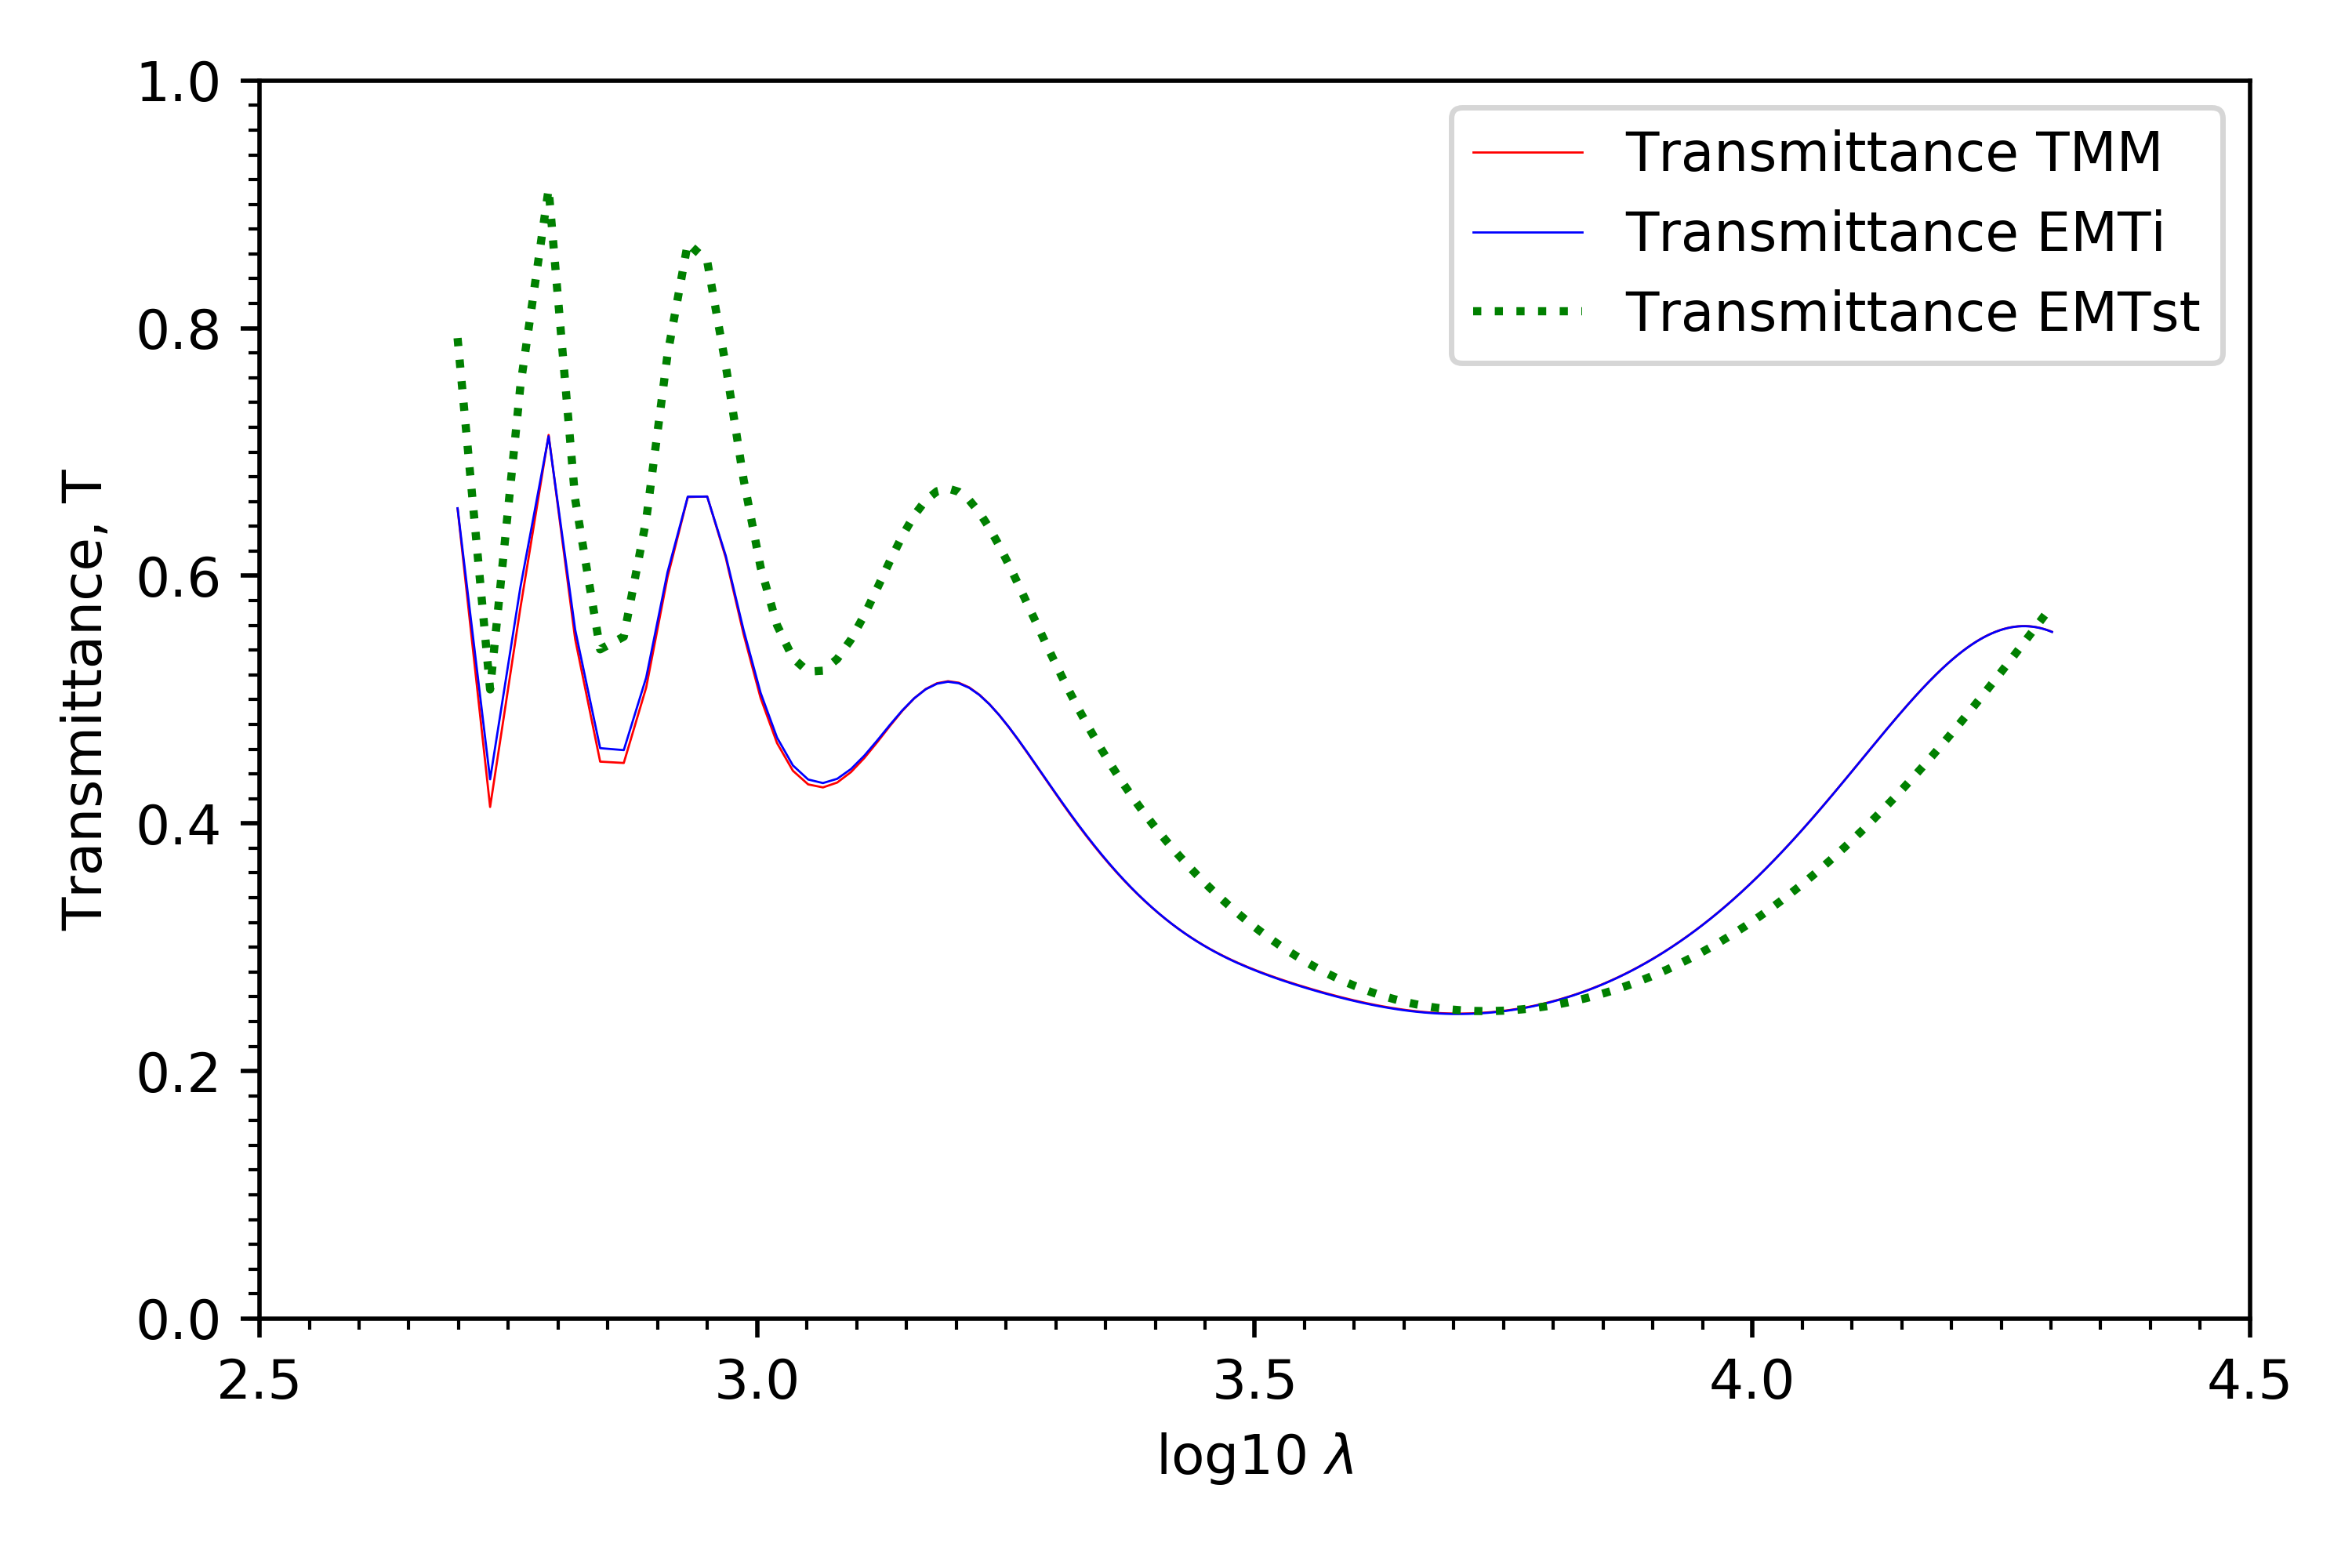 1.0
0.8
0.6
0.4
0.2
0.0
Transmittance, T
Transmittance TMM
Transmittance EMTi
Transmittance EMTst
2.5 3.0 3.5 4.0 4.5
log10 λ